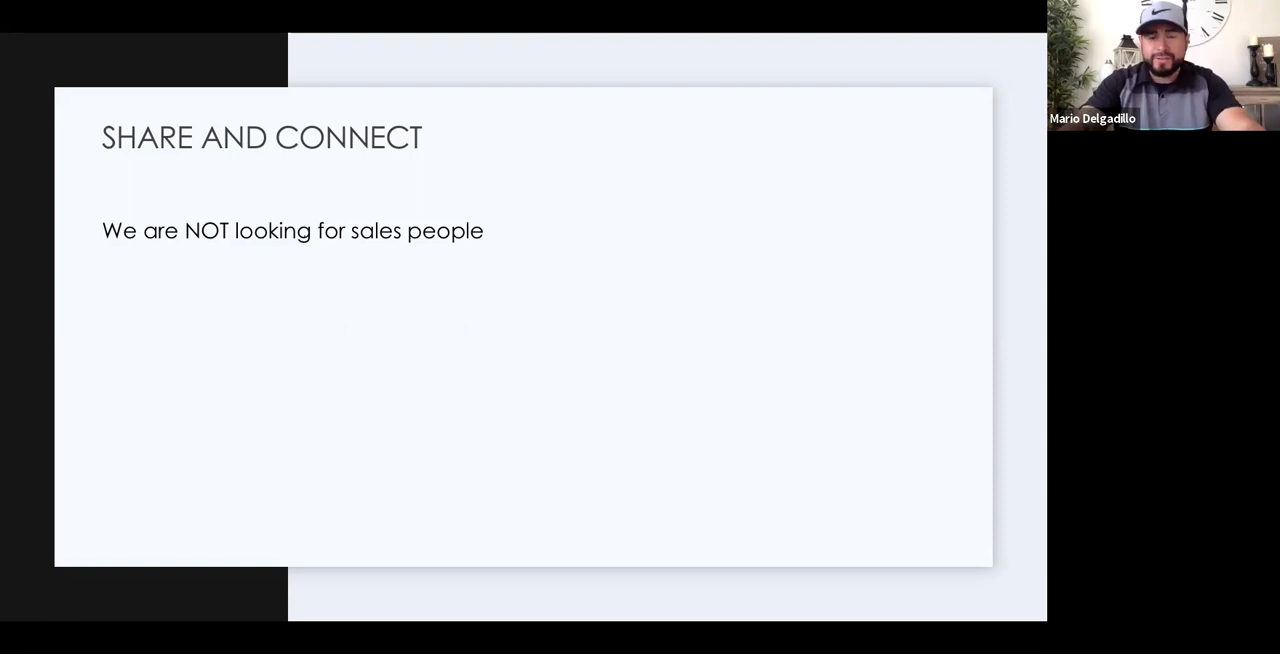 SHARE AND CONNECT
We are NOT looking for sales people
Mario Delgadillo